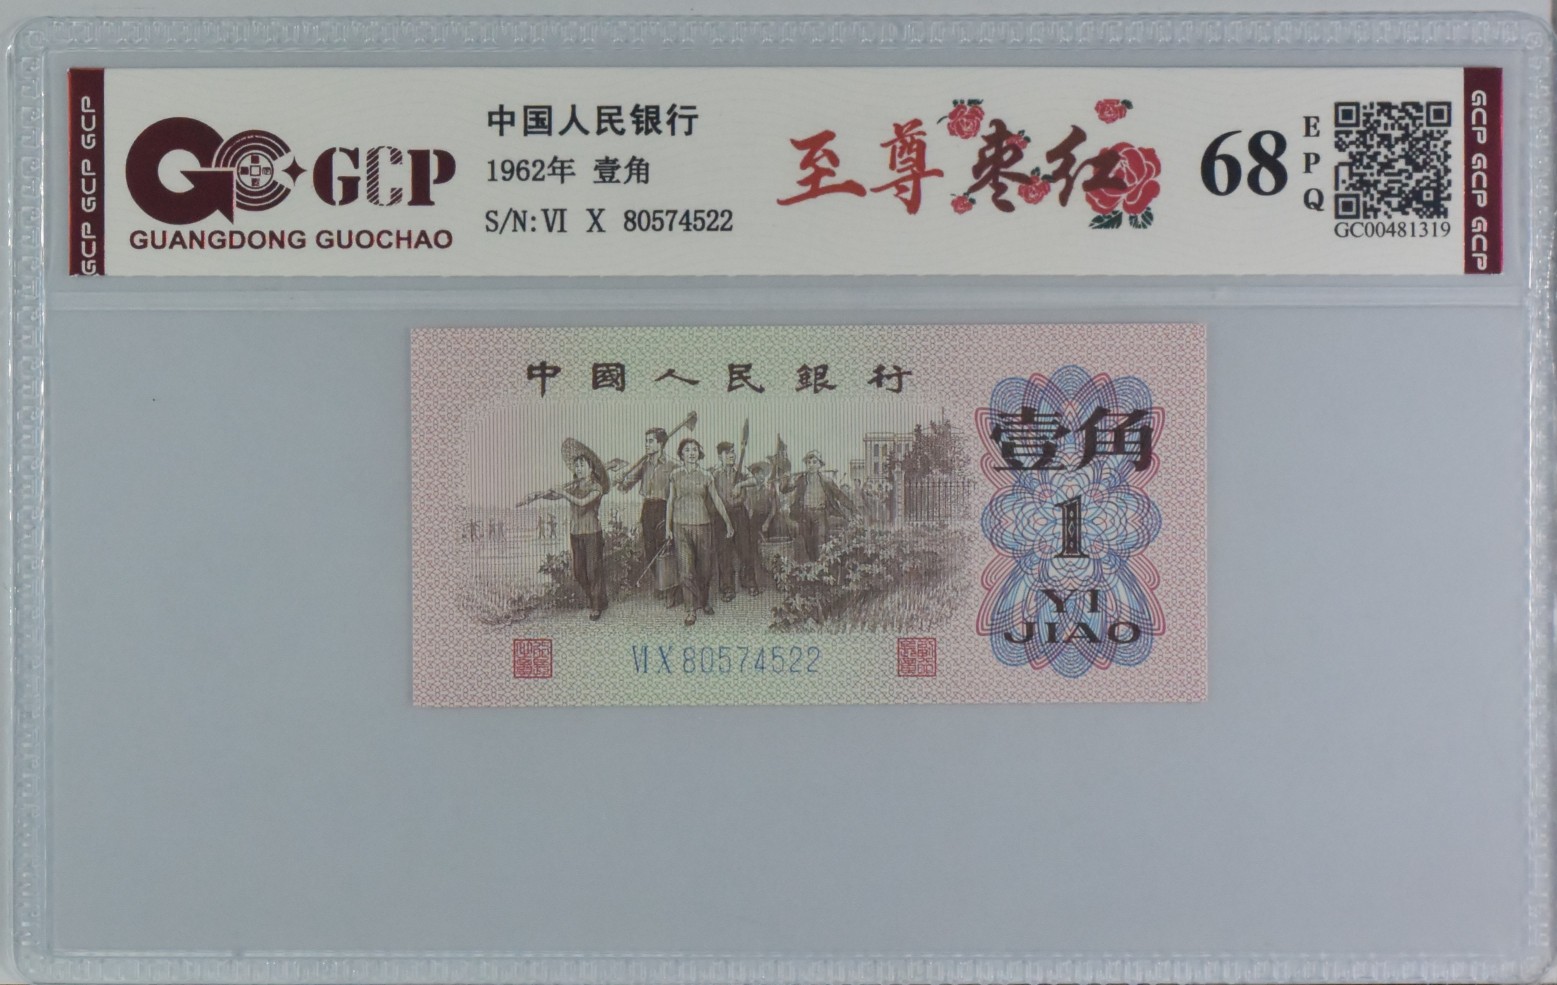 GCP GCP GCP
GCP
GUANGDONG GUOCHAO
中国人民银行
1962年 壹角
S/N:Ⅵ X 80574522
至尊枣红
68
EPQ
GC00481319
GCP GCP GCP
中國人民銀行
壹角
1
YI
JIAO
Ⅵ X 80574522